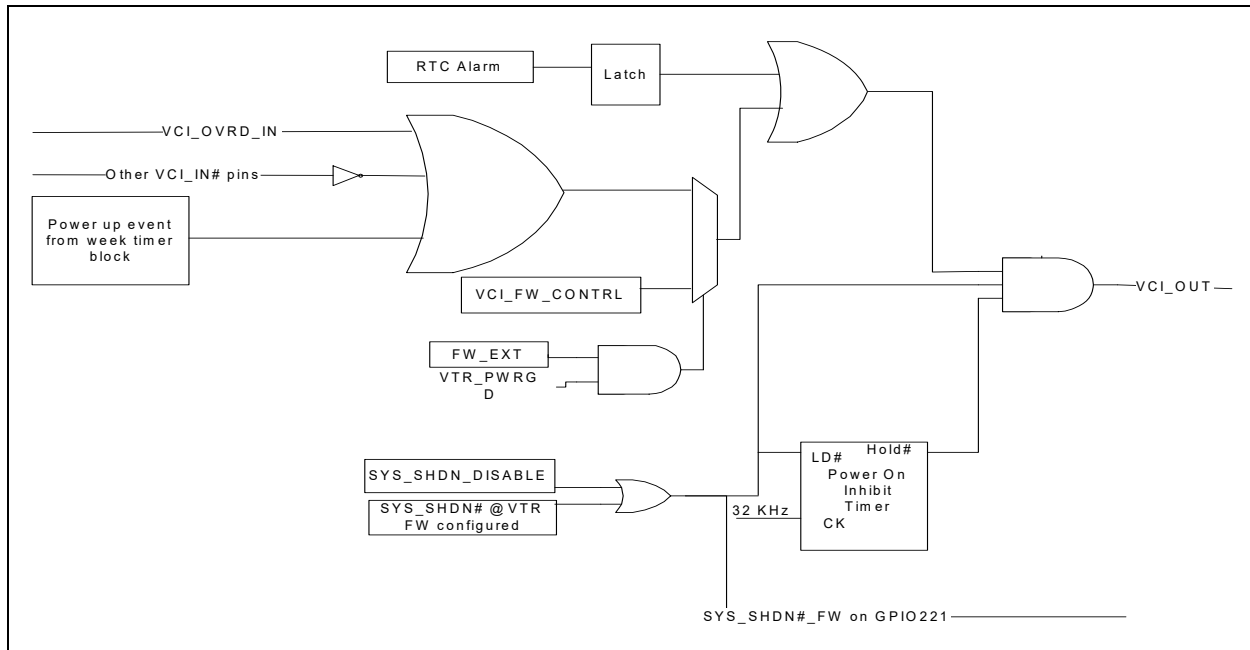 RTC Alarm
Latch
VCI_OVRD_IN
Other VCI_IN# pins
Power up event
from week timer
block
VCI_FW_CONTRL
VCI_OUT
FW_EXT
VTR_PWRG
D
SYS_SHDN_DISABLE
SYS_SHDN# @VTR
FW configured
LD#
Hold#
Power On
Inhibit
Timer
32 KHz
CK
SYS_SHDN#_FW on GPIO221